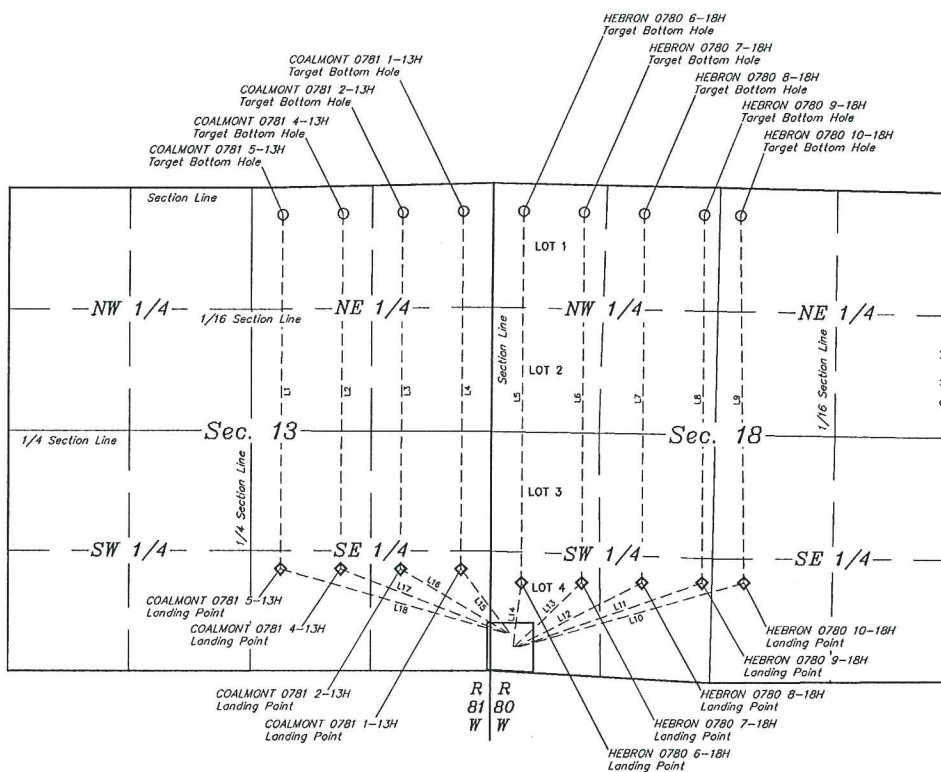 HEBRON 0780 6-18H
Target Bottom Hole
HEBRON 0780 7-18H
Target Bottom Hole
COALMONT 0781 1-13H
Target Bottom Hole
HEBRON 0780 8-18H
Target Bottom Hole
COALMONT 0781 2-13H
Target Bottom Hole
HEBRON 0780 9-18H
Target Bottom Hole
COALMONT 0781 4-13H
Target Bottom Hole
HEBRON 0780 10-18H
Target Bottom Hole
COALMONT 0781 5-13H
Target Bottom Hole
Section Line
LOT 1
NW 1/4
NE 1/4
NW 1/4
NE 1/4
1/16 Section Line
Section Line
LOT 2
1/16 Section Line
L1
L2
L3
L4
L5
L6
L7
L8
L9
1/4 Section Line
Sec. 13
Sec. 18
1/4 Section Line
LOT 3
SW 1/4
SE 1/4
SW 1/4
SE 1/4
LOT 4
L18
L17
L16
L15
L14
L13
L12
L11
L10
COALMONT 0781 5-13H
Landing Point
COALMONT 0781 4-13H
Landing Point
HEBRON 0780 10-18H
Landing Point
HEBRON 0780 9-18H
Landing Point
COALMONT 0781 2-13H
Landing Point
HEBRON 0780 8-18H
Landing Point
COALMONT 0781 1-13H
Landing Point
HEBRON 0780 7-18H
Landing Point
HEBRON 0780 6-18H
Landing Point
R R
81 80
W W